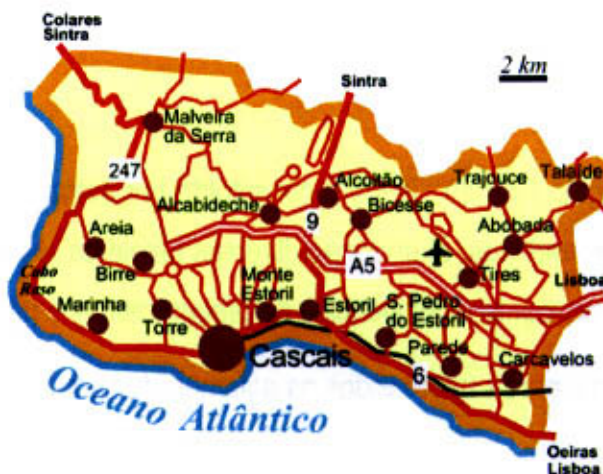 Colares
Sintra
Sintra
2 km
Malveira
da Serra
247
Alcoitão
Trajouce
Talaíde
Alcabideche
9
Bicesse
Abobada
Areia
Birre
A5
Tires
Lisboa
Cabo
Raso
Monte
Estoril
Marinha
Torre
Estoril
S. Pedro
do Estoril
Parede
Cascais
6
Carcavelos
Oceano Atlântico
Oeiras
Lisboa